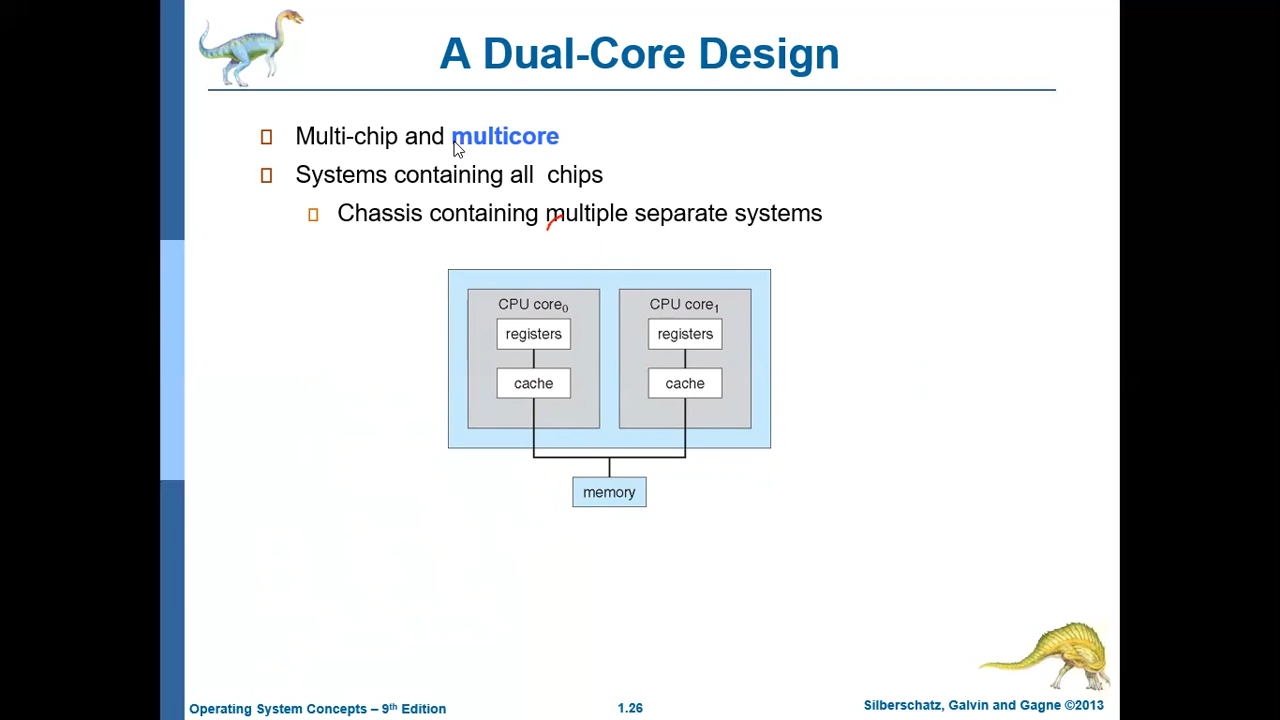 A Dual-Core Design
Multi-chip and multicore
Systems containing all chips
Chassis containing multiple separate systems
CPU core0 CPU core1
registers registers
cache cache
memory
Operating System Concepts – 9th Edition 1.26 Silberschatz, Galvin and Gagne ©2013